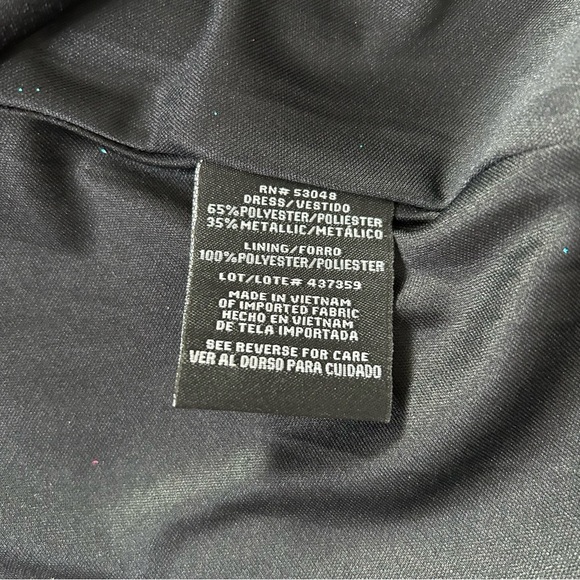 RN# 53048
DRESS/VESTIDO
65%POLYESTER/POLIESTER
35%METALLIC/METÁLICO
LINING/FORRO
100%POLYESTER/POLIESTER
LOT/LOTE# 437359
MADE IN VIETNAM
OF IMPORTED FABRIC
HECHO EN VIETNAM
DE TELA IMPORTADA
SEE REVERSE FOR CARE
VER AL DORSO PARA CUIDADO